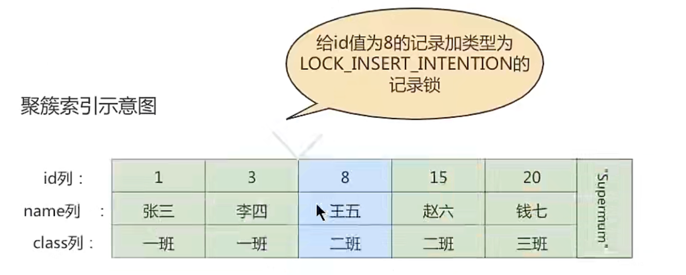 给id值为8的记录加类型为
LOCK_INSERT_INTENTION的
记录锁
聚簇索引示意图
id列： 1 3 8 15 20 "Supermum"
name列 ： 张三 李四 王五 赵六 钱七
class列： 一班 一班 二班 二班 三班